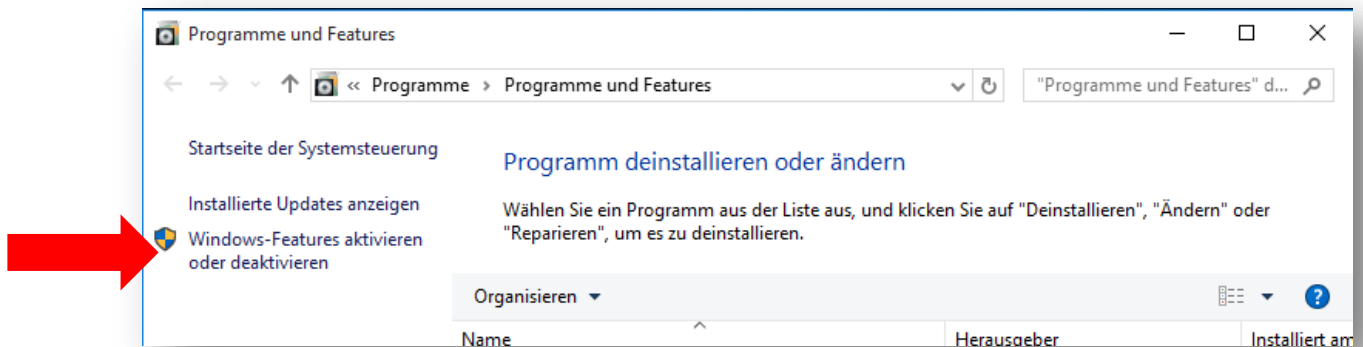 Programme und Features
« Programme > Programme und Features
"Programme und Features" d...
Startseite der Systemsteuerung
Installierte Updates anzeigen
Windows-Features aktivieren
oder deaktivieren
Programm deinstallieren oder ändern
Wählen Sie ein Programm aus der Liste aus, und klicken Sie auf "Deinstallieren", "Ändern" oder
"Reparieren", um es zu deinstallieren.
Organisieren
Name
Herausgeber
Installiert am